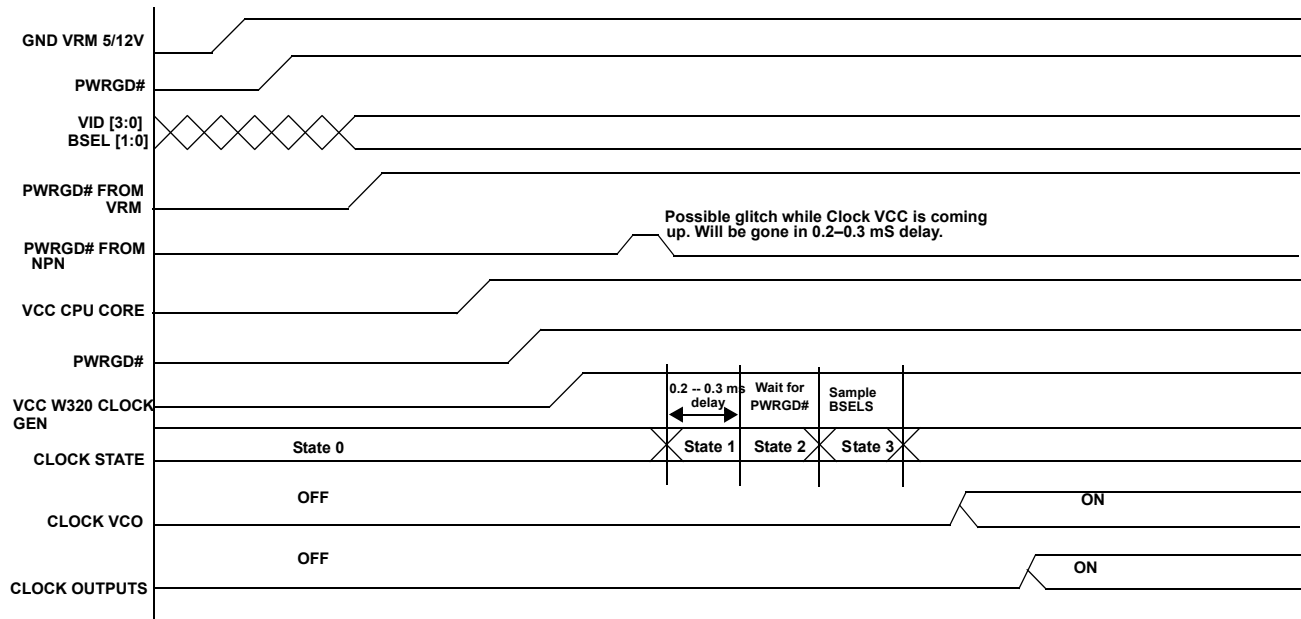 GND VRM 5/12V
PWRGD#
VID [3:0]
BSEL [1:0]
PWRGD# FROM
VRM
Possible glitch while Clock VCC is coming
up. Will be gone in 0.2–0.3 mS delay.
PWRGD# FROM
NPN
VCC CPU CORE
PWRGD#
0.2 -- 0.3 ms
delay
Wait for
PWRGD#
Sample
BSELS
VCC W320 CLOCK
GEN
State 0
State 1
State 2
State 3
CLOCK STATE
OFF
ON
CLOCK VCO
OFF
ON
CLOCK OUTPUTS